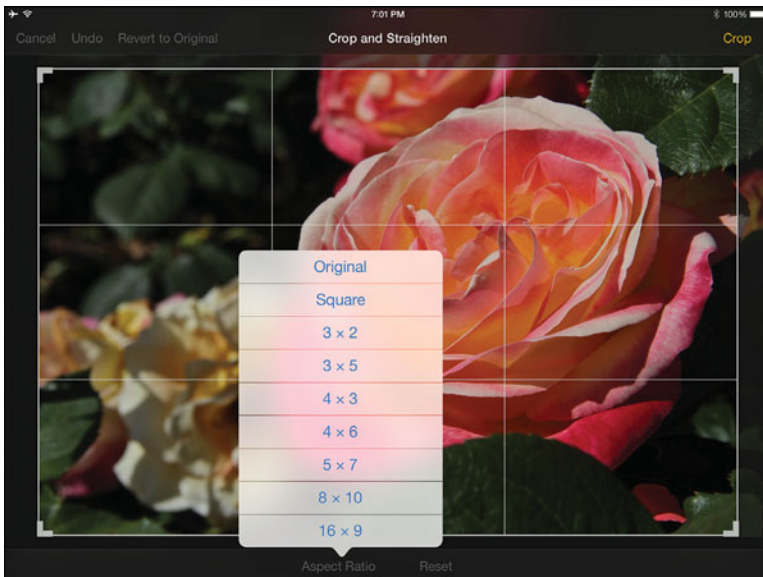 7:01 PM 100%
Cancel Undo Revert to Original Crop and Straighten Crop
Original
Square
3 × 2
3 × 5
4 × 3
4 × 6
5 × 7
8 × 10
16 × 9
Aspect Ratio Reset